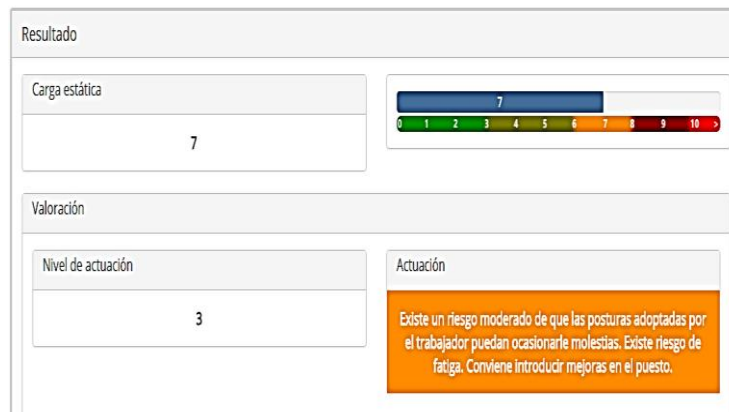 Resultado
Carga estática
7
7
0 1 2 3 4 5 6 7 8 9 10 >
Valoración
Nivel de actuación
3
Actuación
Existe un riesgo moderado de que las posturas adoptadas por
el trabajador puedan ocasionarle molestias. Existe riesgo de
fatiga. Conviene introducir mejoras en el puesto.